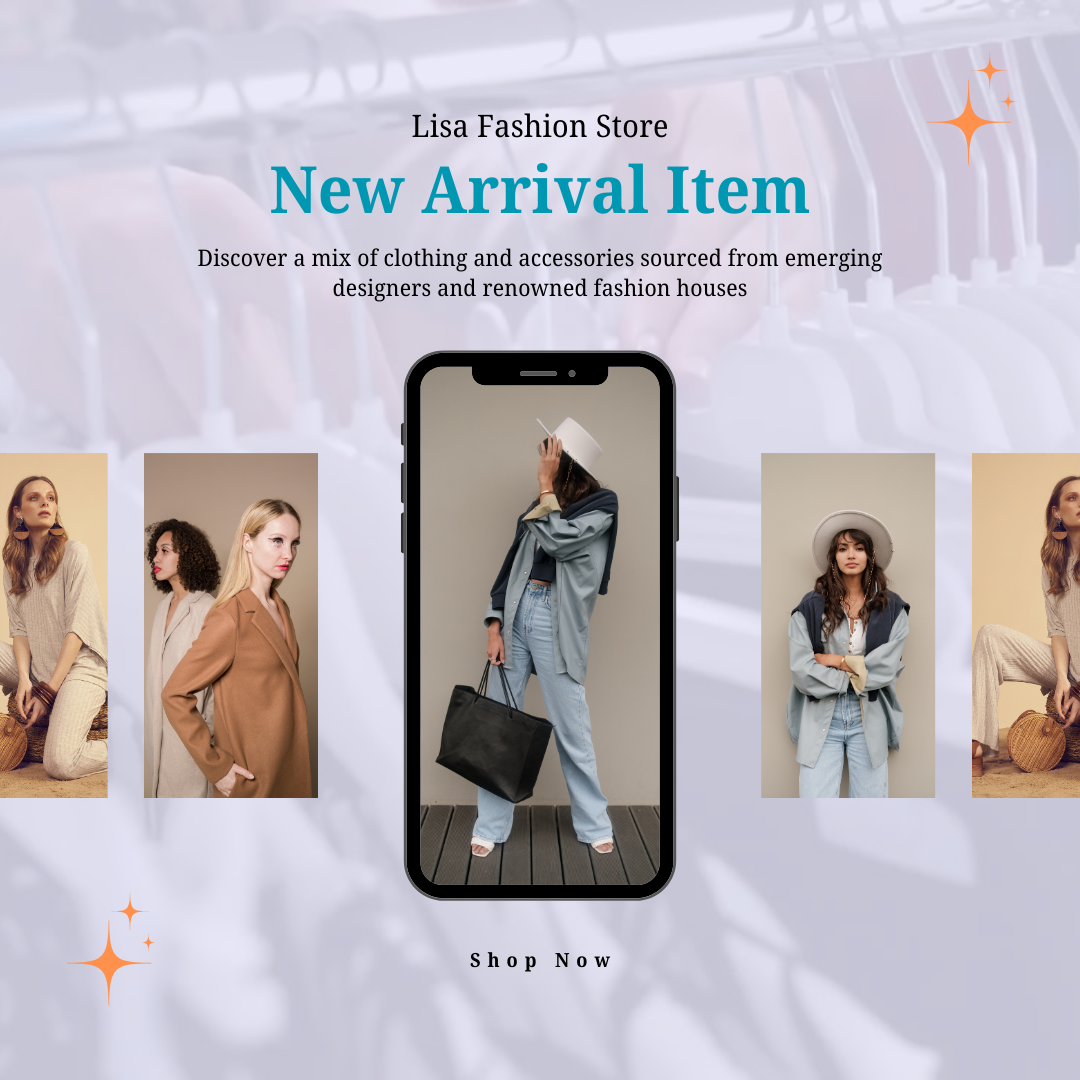 Lisa Fashion Store
New Arrival Item
Discover a mix of clothing and accessories sourced from emerging
designers and renowned fashion houses
Shop Now